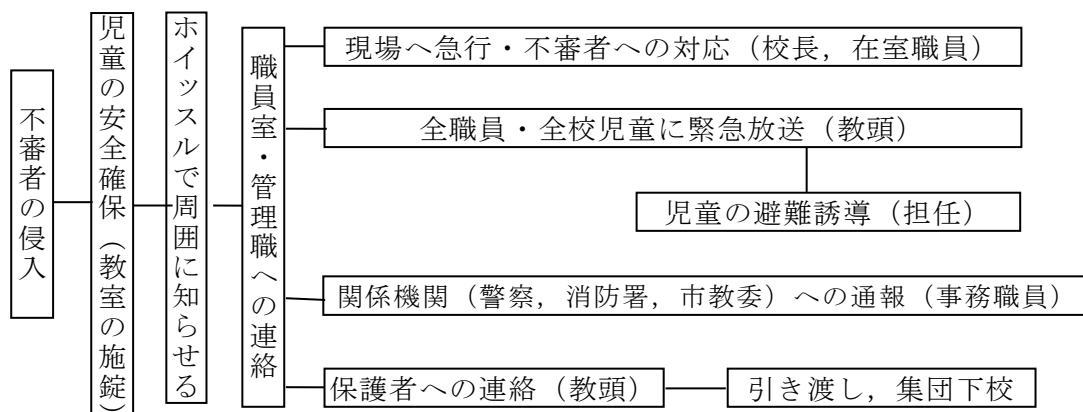 不審者の侵入
児童の安全確保（教室の施錠）
ホイッスルで周囲に知らせる
職員室・管理職への連絡
現場へ急行・不審者への対応（校長，在室職員）
全職員・全校児童に緊急放送（教頭）
児童の避難誘導（担任）
関係機関（警察，消防署，市教委）への通報（事務職員）
保護者への連絡（教頭）
引き渡し，集団下校